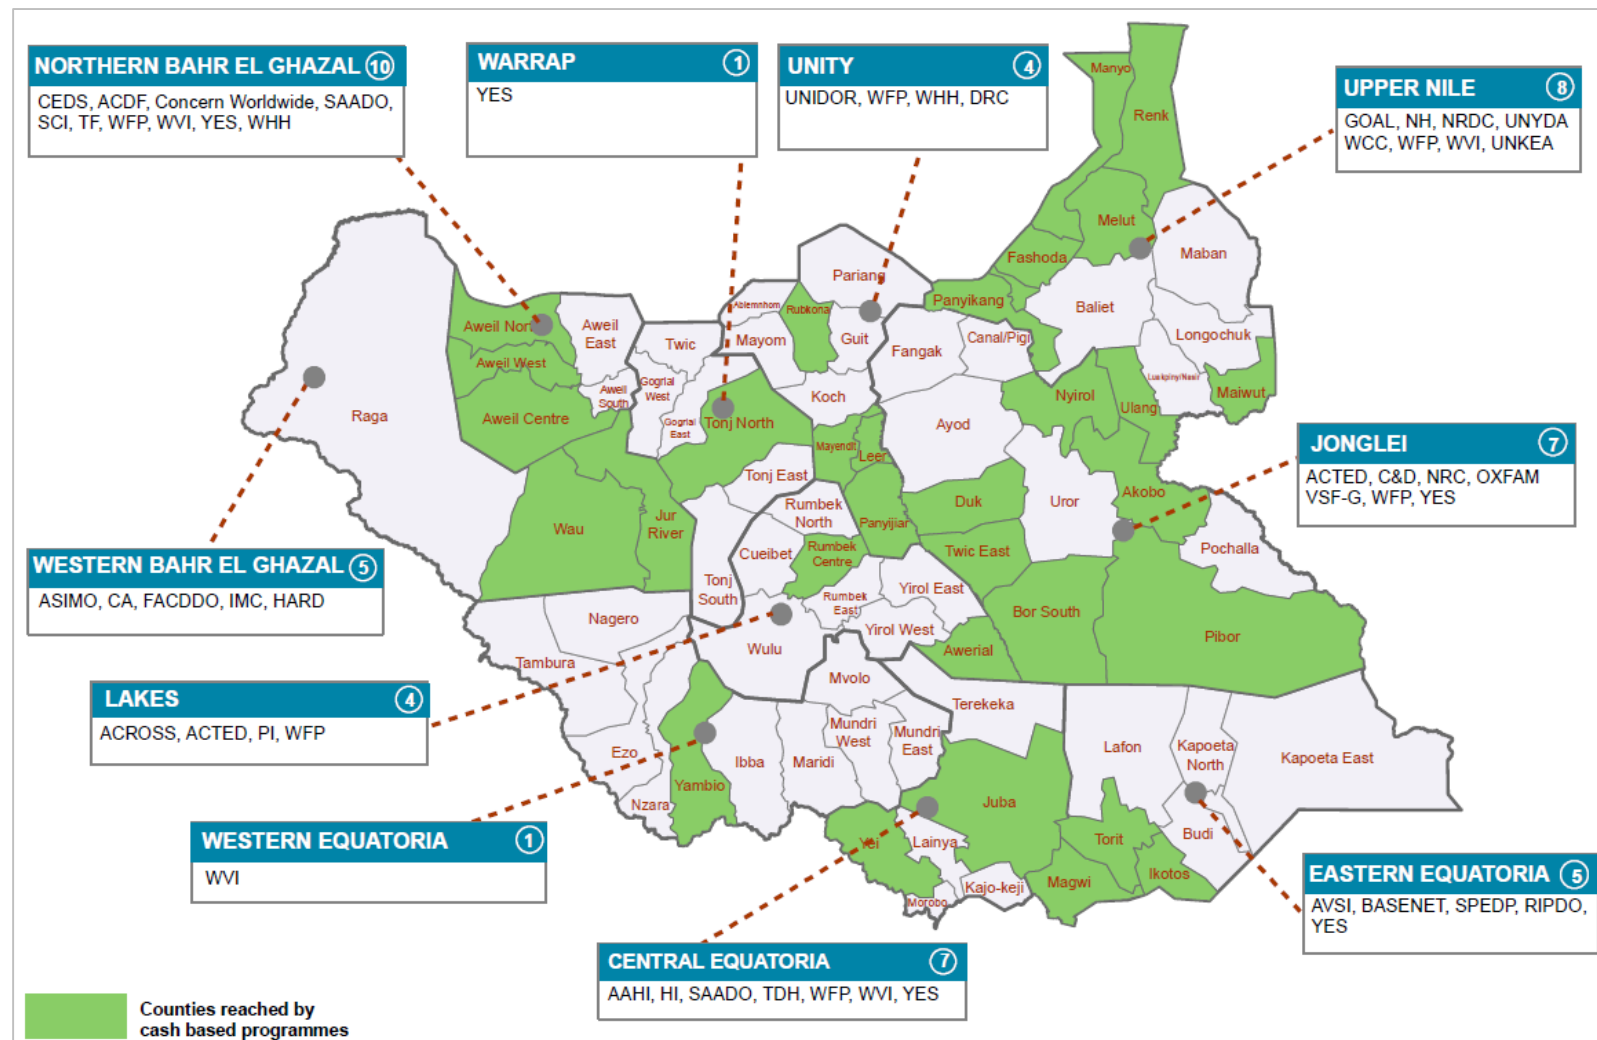 NORTHERN BAHR EL GHAZAL 10
CEDS, ACDF, Concern Worldwide, SAADO,
SCI, TF, WFP, WVI, YES, WHH
WARRAP 1
YES
UNITY 4
UNIDOR, WFP, WHH, DRC
UPPER NILE 8
GOAL, NH, NRDC, UNYDA
WCC, WFP, WVI, UNKEA
JONGLEI 7
ACTED, C&D, NRC, OXFAM
VSF-G, WFP, YES
WESTERN BAHR EL GHAZAL 5
ASIMO, CA, FACDDO, IMC, HARD
LAKES 4
ACROSS, ACTED, PI, WFP
WESTERN EQUATORIA 1
WVI
CENTRAL EQUATORIA 7
AAHI, HI, SAADO, TDH, WFP, WVI, YES
EASTERN EQUATORIA 5
AVSI, BASENET, SPEDP, RIPDO,
YES
Manyo
Renk
Melut
Maban
Fashoda
Pariang
Panyikang
Baliet
Longochuk
Luakpiny/Nasir
Maiwut
Ulang
Nyirol
Canal/Pigi
Fangak
Abiemnhom
Rubkona
Guit
Mayom
Koch
Mayendit
Leer
Panyijiar
Aweil North
Aweil East
Aweil West
Aweil South
Aweil Centre
Raga
Twic
Gogrial West
Gogrial East
Tonj North
Tonj East
Tonj South
Wau
Jur River
Ayod
Duk
Uror
Akobo
Pochalla
Twic East
Bor South
Pibor
Rumbek North
Cueibet
Rumbek Centre
Rumbek East
Yirol East
Yirol West
Awerial
Wulu
Nagero
Tambura
Ezo
Nzara
Yambio
Ibba
Maridi
Mvolo
Mundri West
Mundri East
Terekeka
Juba
Yei
Lainya
Morobo
Kajo-keji
Lafon
Kapoeta North
Kapoeta East
Budi
Torit
Ikotos
Magwi
Counties reached by
cash based programmes